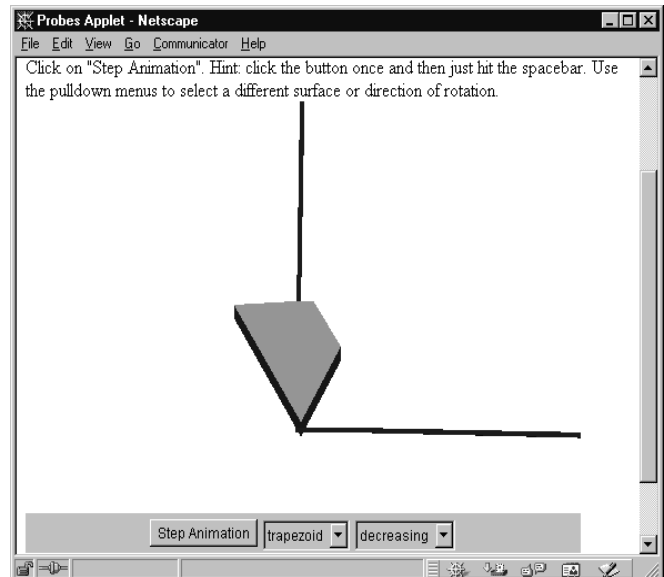 Probes Applet - Netscape
File Edit View Go Communicator Help
Click on "Step Animation". Hint: click the button once and then just hit the spacebar. Use
the pulldown menus to select a different surface or direction of rotation.
Step Animation trapezoid decreasing